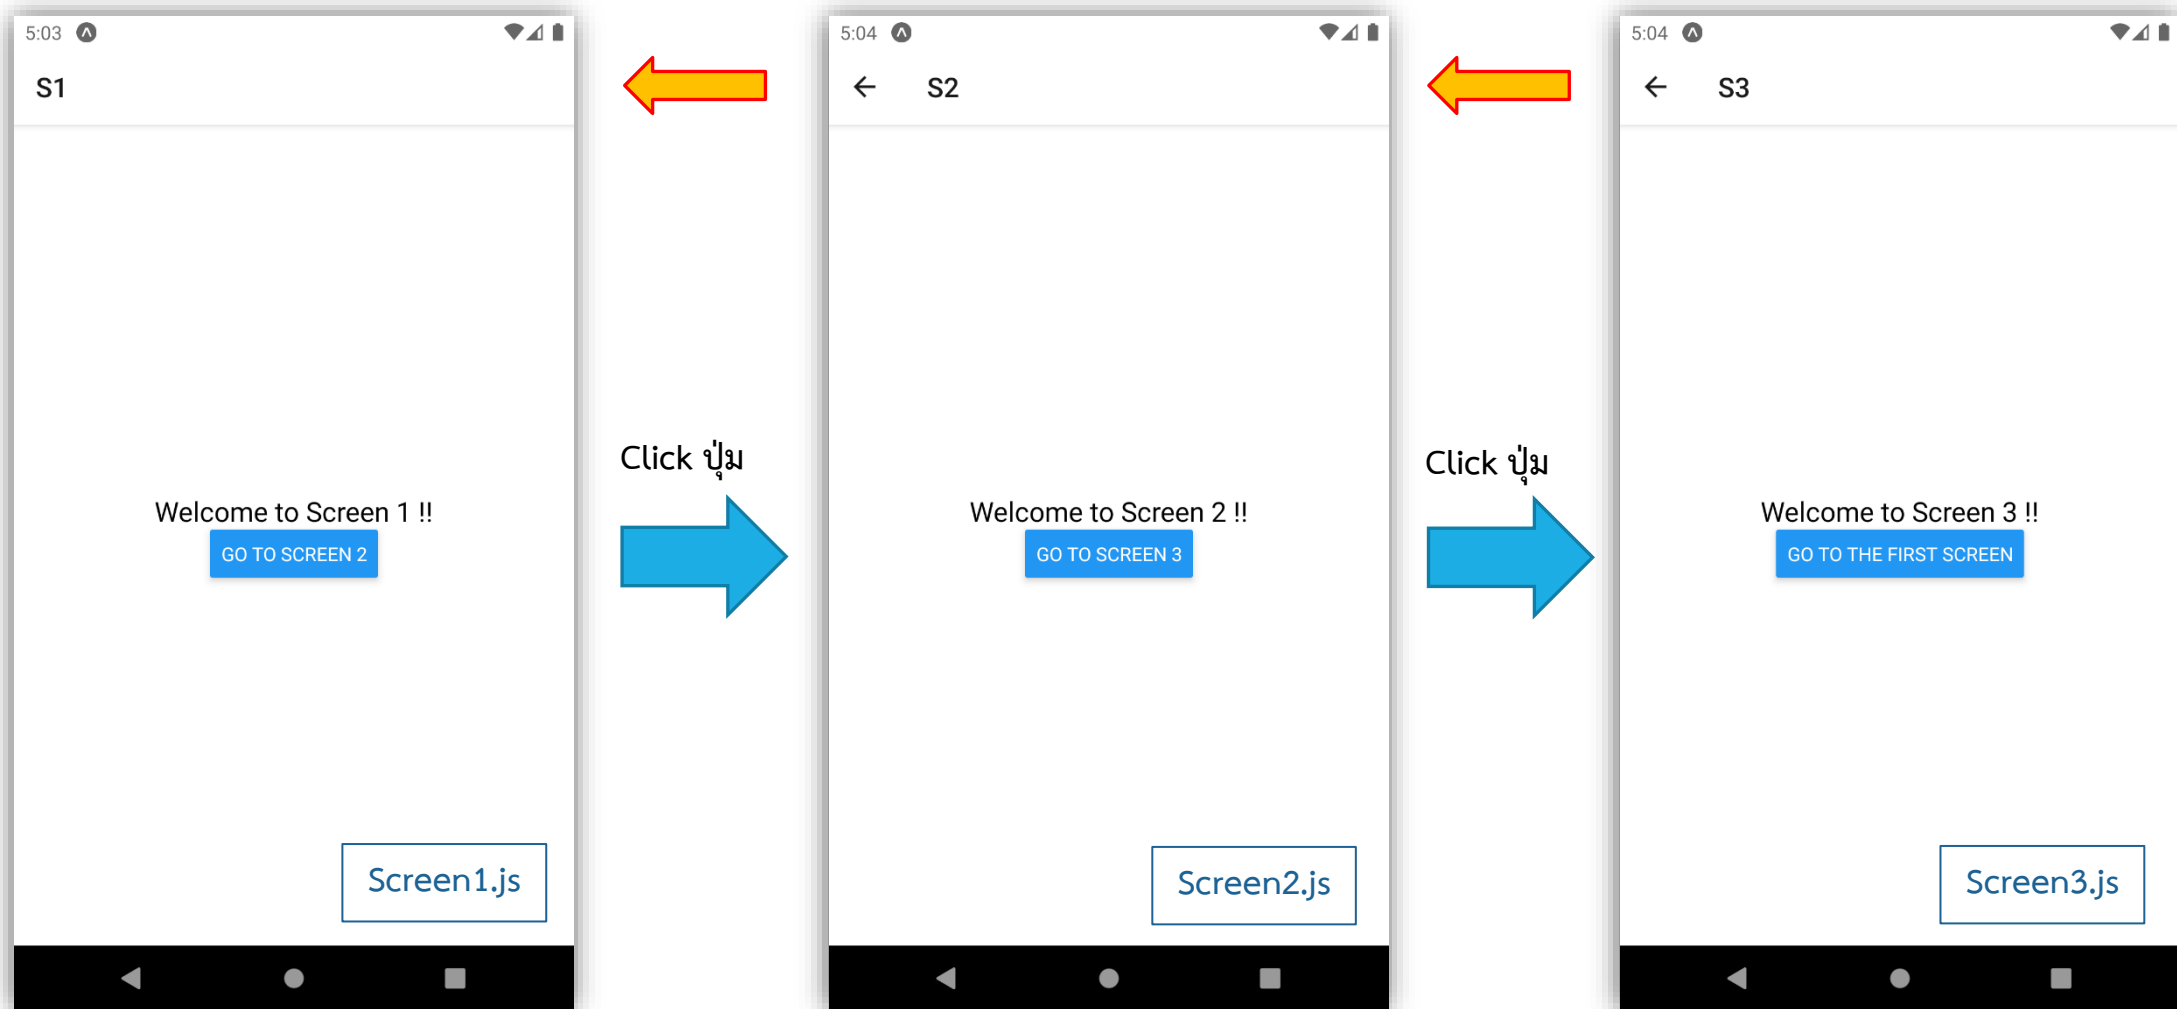 5:03
S1
Welcome to Screen 1 !!
GO TO SCREEN 2
Screen1.js
Click ปุ่ม
5:04
S2
Welcome to Screen 2 !!
GO TO SCREEN 3
Screen2.js
Click ปุ่ม
5:04
S3
Welcome to Screen 3 !!
GO TO THE FIRST SCREEN
Screen3.js